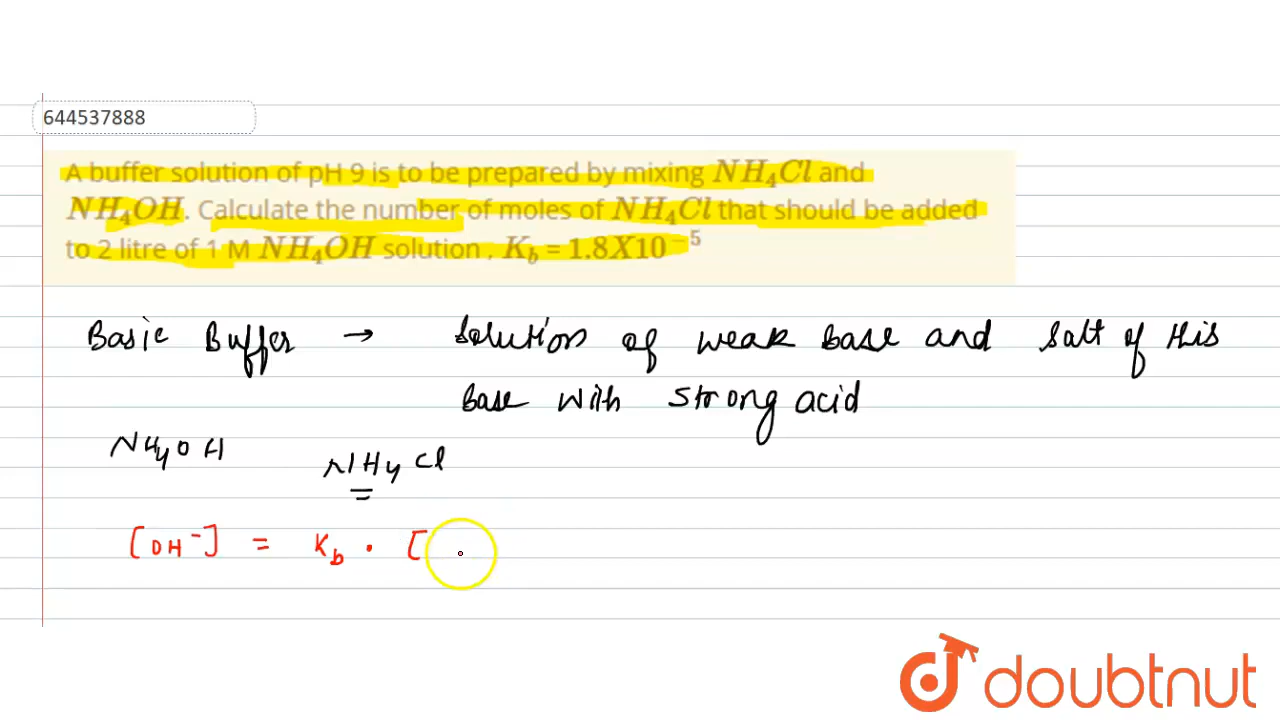 644537888
A buffer solution of pH 9 is to be prepared by mixing NH₄Cl and
NH₄OH. Calculate the number of moles of NH₄Cl that should be added
to 2 litre of 1 M NH₄OH solution , K_b = 1.8X10⁻⁵
Basic Buffer → Solution of weak Base and Salt of this
Base with strong acid
NH₄OH NH₄Cl
[OH⁻] = K_b · [
doubtnut